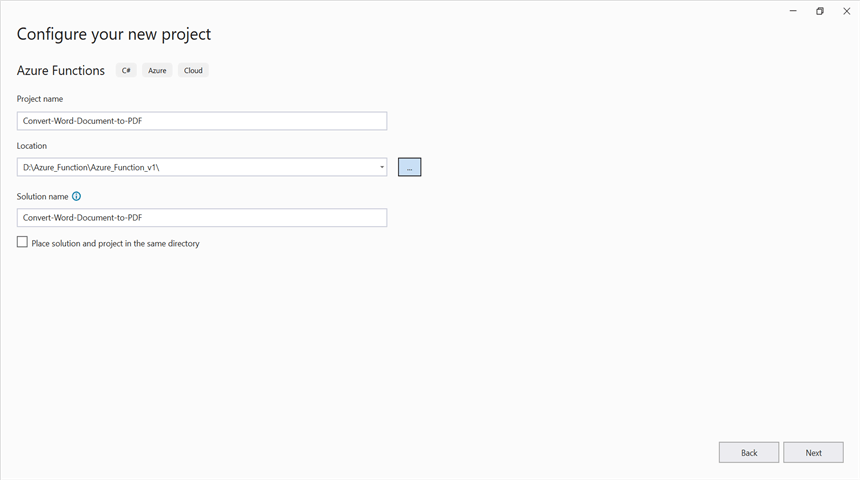 Configure your new project
Azure Functions C# Azure Cloud
Project name
Convert-Word-Document-to-PDF
Location
D:\Azure_Function\Azure_Function_v1\
...
Solution name
Convert-Word-Document-to-PDF
Place solution and project in the same directory
Back Next